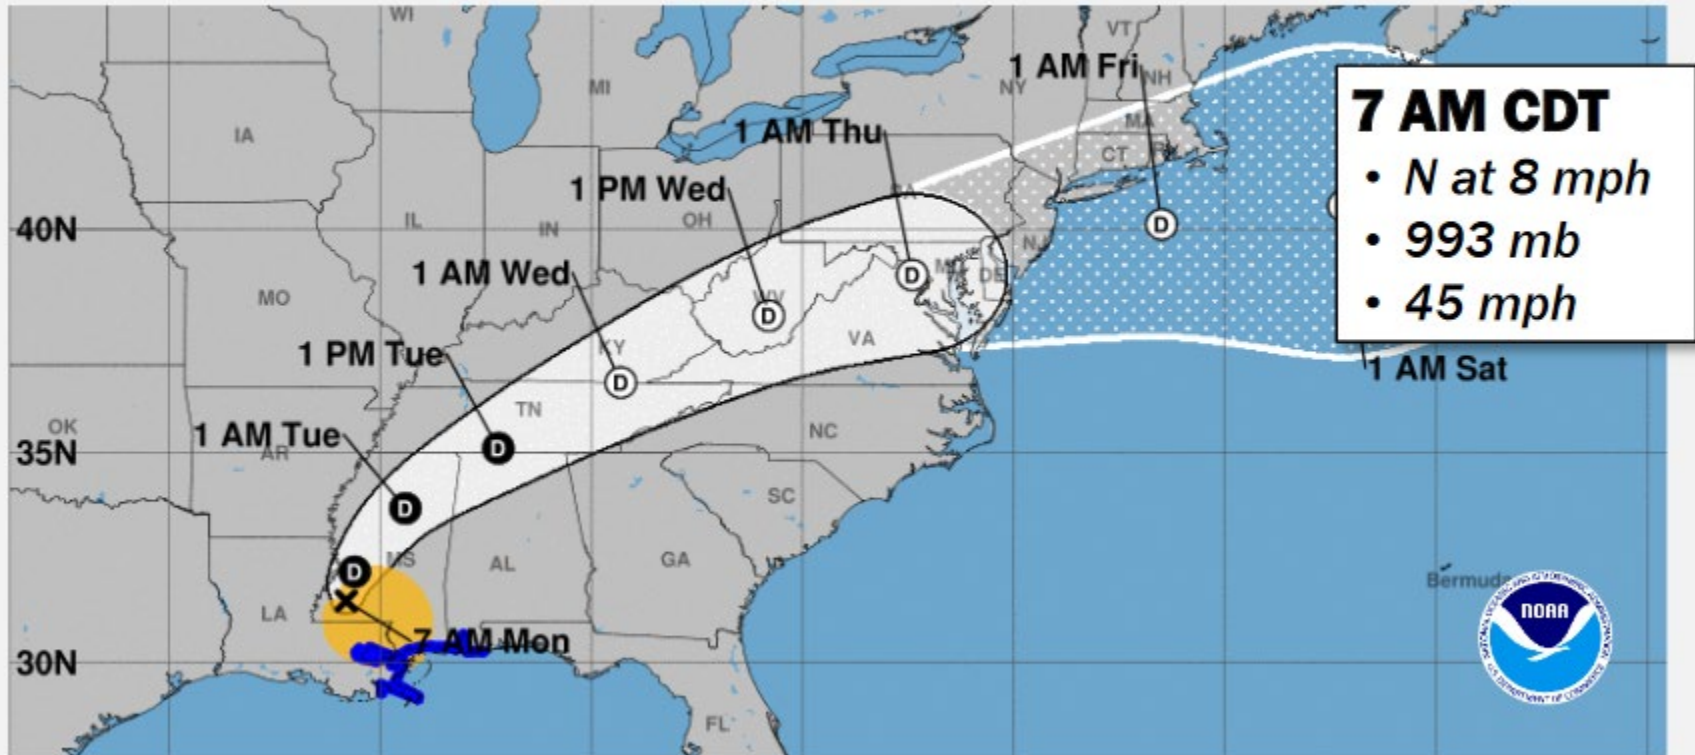 WI
VT
1 AM Fri
NH
MI
NY
7 AM CDT
• N at 8 mph
• 993 mb
• 45 mph
IA
1 AM Thu
MA
CT
1 PM Wed
PA
40N
IL
IN
OH
NJ
1 AM Wed
D
D
DE
MO
WV
D
VA
KY
1 PM Tue
1 AM Sat
D
TN
OK
1 AM Tue
NC
AR
35N
D
SC
D
MS
AL
GA
D
Bermuda
NOAA
LA
7 AM Mon
30N
FL